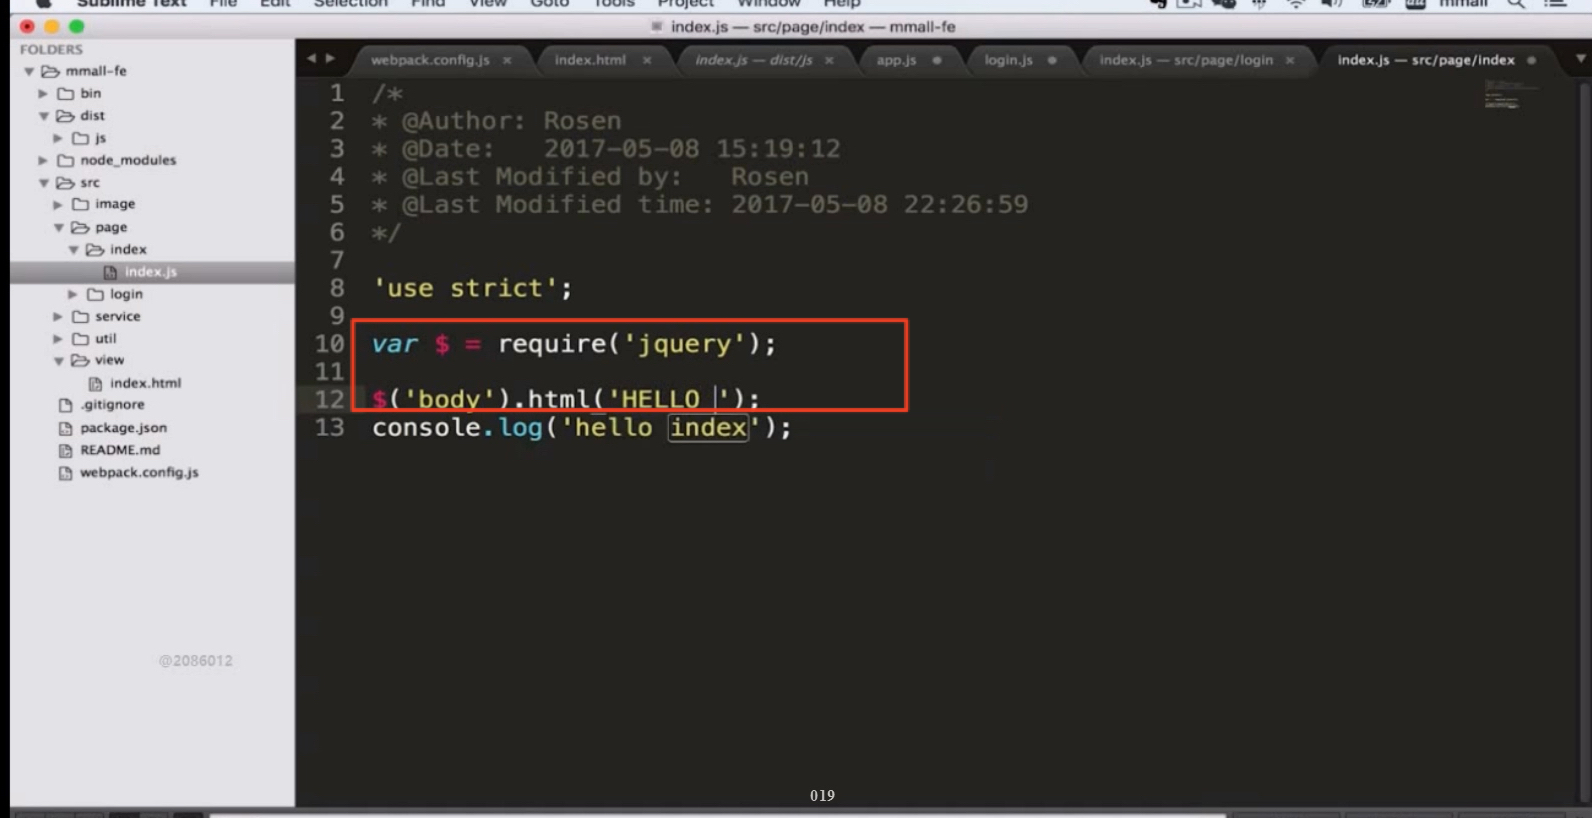 Sublime Text File Edit Selection Find View Goto Tools Project Window Help mmall
index.js — src/page/index — mmall-fe
FOLDERS
mmall-fe
bin
dist
js
node_modules
src
image
page
index
index.js
login
service
util
view
index.html
.gitignore
package.json
README.md
webpack.config.js
@2086012
webpack.config.js × index.html × index.js — dist/js × app.js login.js index.js — src/page/login × index.js — src/page/index
1 /*
2 * @Author: Rosen
3 * @Date:   2017-05-08 15:19:12
4 * @Last Modified by:   Rosen
5 * @Last Modified time: 2017-05-08 22:26:59
6 */
7
8 'use strict';
9
10 var $ = require('jquery');
11
12 $('body').html('HELLO ');
13 console.log('hello index');
019